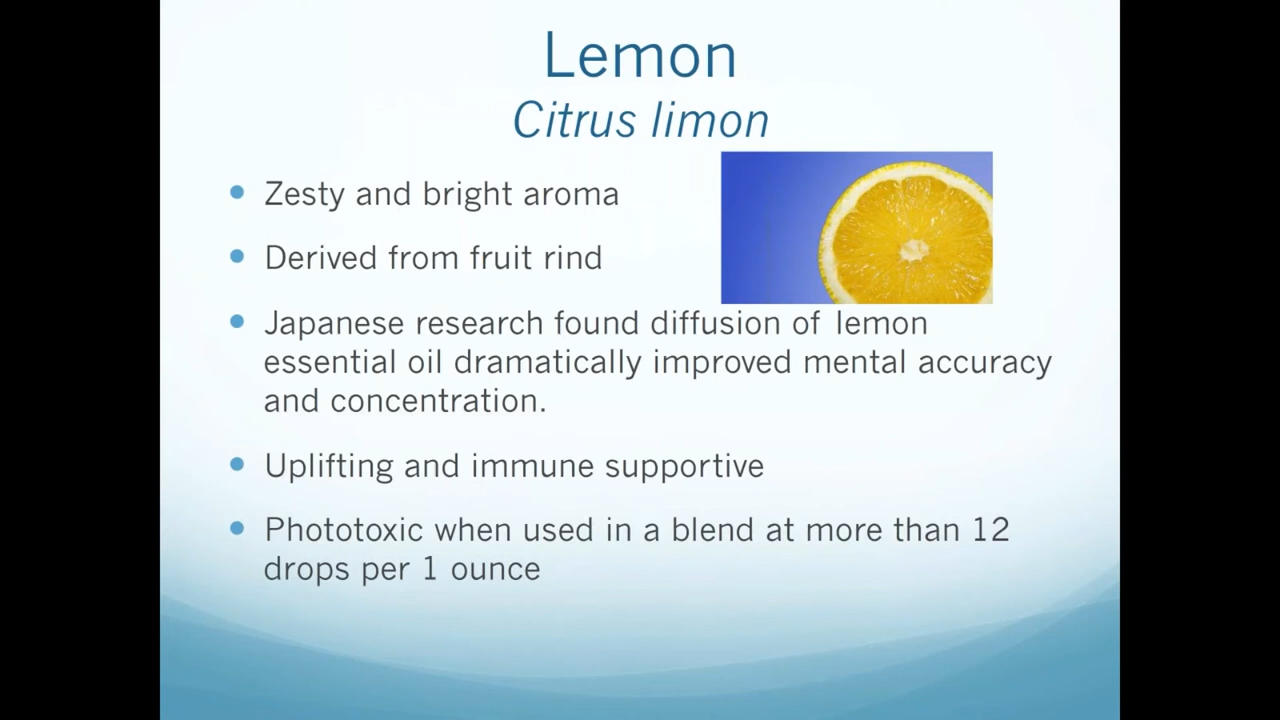 Lemon
Citrus limon
Zesty and bright aroma
Derived from fruit rind
Japanese research found diffusion of lemon
essential oil dramatically improved mental accuracy
and concentration.
Uplifting and immune supportive
Phototoxic when used in a blend at more than 12
drops per 1 ounce